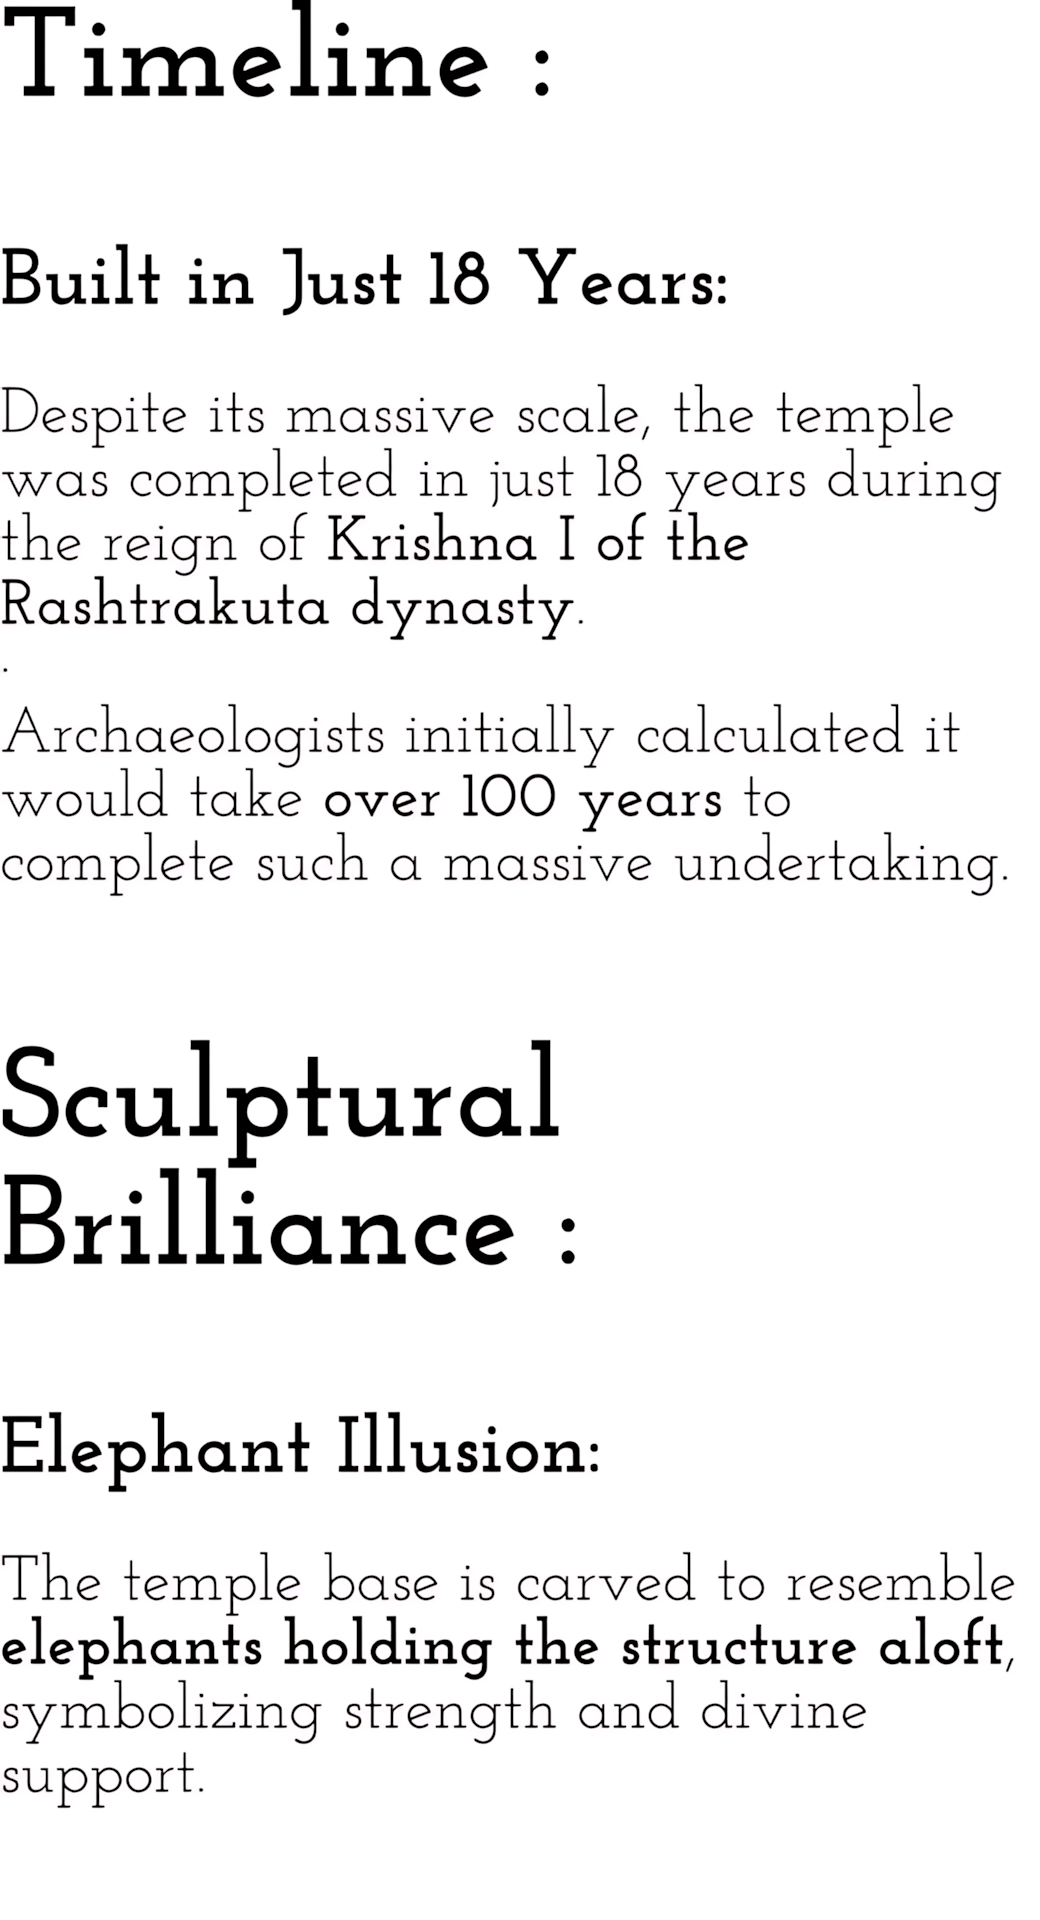 Timeline :
Built in Just 18 Years:
Despite its massive scale, the temple
was completed in just 18 years during
the reign of Krishna I of the
Rashtrakuta dynasty.
.
Archaeologists initially calculated it
would take over 100 years to
complete such a massive undertaking.
Sculptural
Brilliance :
Elephant Illusion:
The temple base is carved to resemble
elephants holding the structure aloft,
symbolizing strength and divine
support.